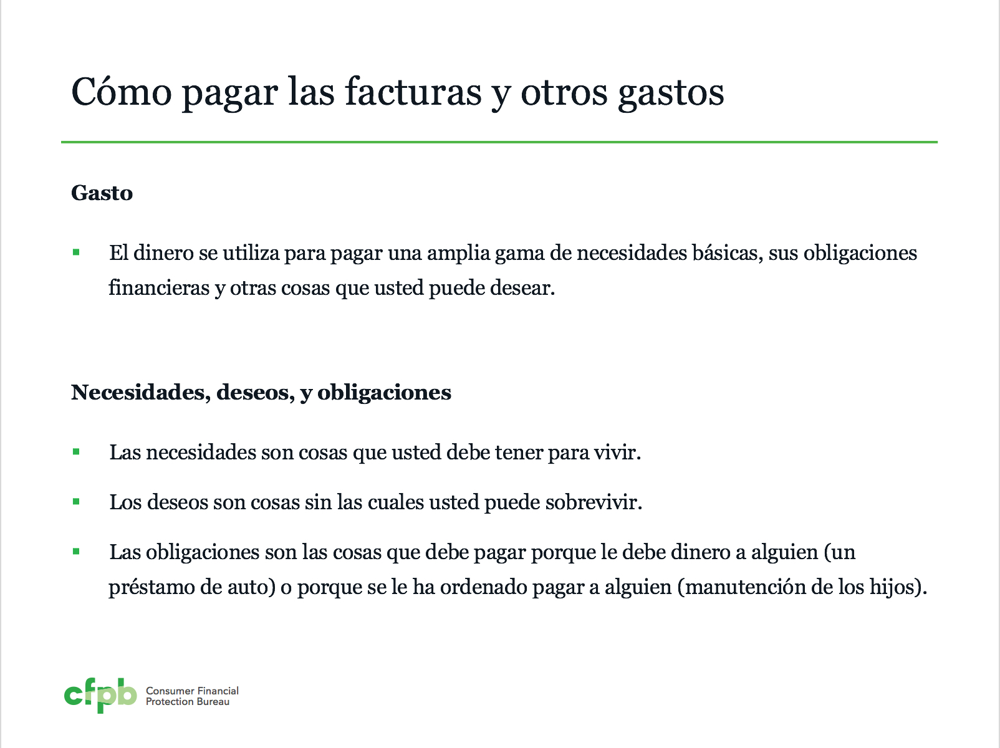 Cómo pagar las facturas y otros gastos
Gasto
▪ El dinero se utiliza para pagar una amplia gama de necesidades básicas, sus obligaciones
financieras y otras cosas que usted puede desear.
Necesidades, deseos, y obligaciones
▪ Las necesidades son cosas que usted debe tener para vivir.
▪ Los deseos son cosas sin las cuales usted puede sobrevivir.
▪ Las obligaciones son las cosas que debe pagar porque le debe dinero a alguien (un
préstamo de auto) o porque se le ha ordenado pagar a alguien (manutención de los hijos).
cfpb Consumer Financial
Protection Bureau